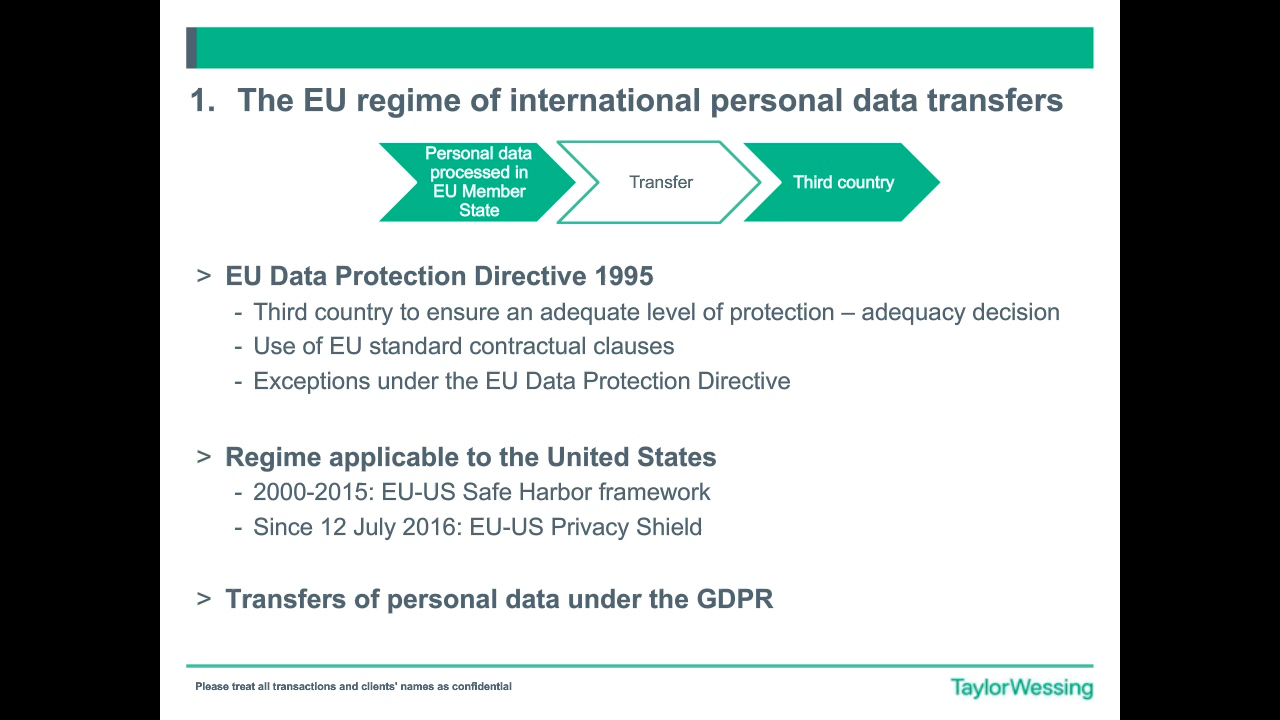 1. The EU regime of international personal data transfers
Personal data
processed in
EU Member
State
Transfer
Third country
> EU Data Protection Directive 1995
- Third country to ensure an adequate level of protection – adequacy decision
- Use of EU standard contractual clauses
- Exceptions under the EU Data Protection Directive
> Regime applicable to the United States
- 2000-2015: EU-US Safe Harbor framework
- Since 12 July 2016: EU-US Privacy Shield
> Transfers of personal data under the GDPR
Please treat all transactions and clients' names as confidential
TaylorWessing